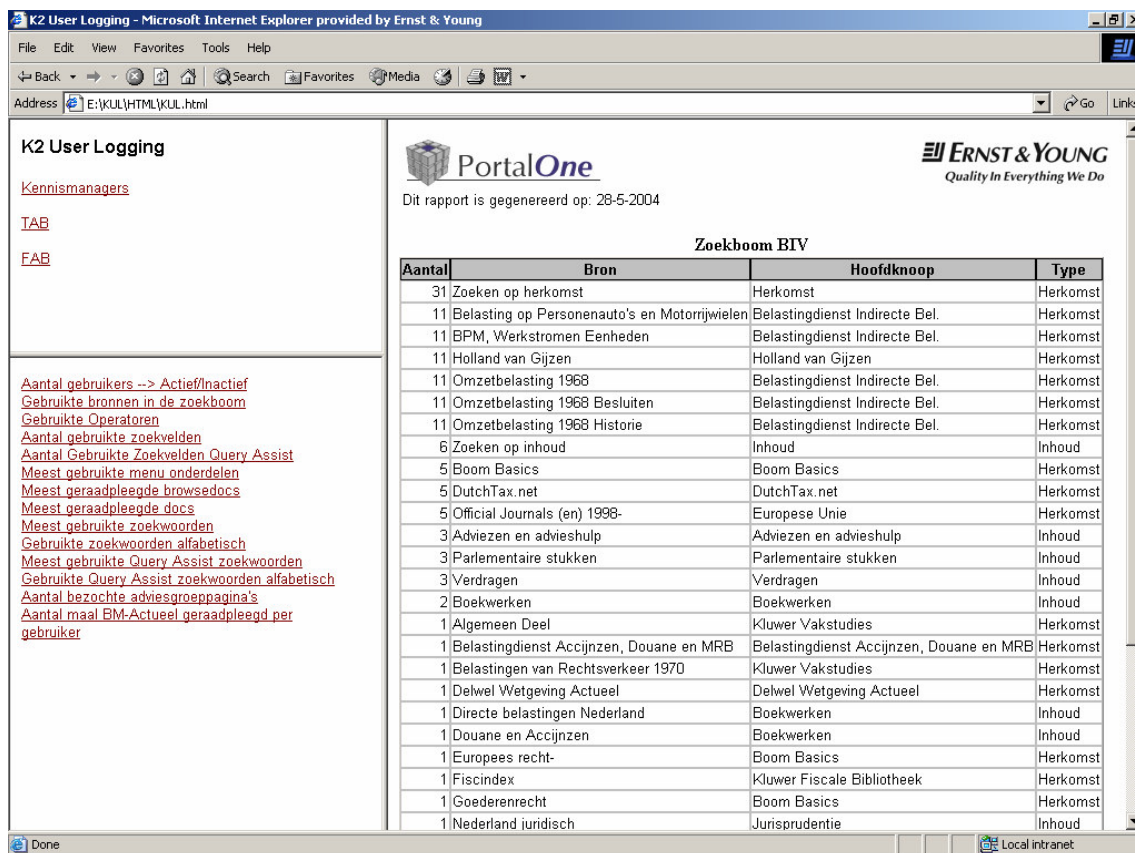 K2 User Logging - Microsoft Internet Explorer provided by Ernst & Young
File Edit View Favorites Tools Help
Back Search Favorites Media
Address E:\KUL\HTML\KUL.html Go Links
K2 User Logging
Kennismanagers
TAB
FAB
Aantal gebruikers --> Actief/Inactief
Gebruikte bronnen in de zoekboom
Gebruikte Operatoren
Aantal gebruikte zoekvelden
Aantal Gebruikte Zoekvelden Query Assist
Meest gebruikte menu onderdelen
Meest geraadpleegde browsedocs
Meest geraadpleegde docs
Meest gebruikte zoekwoorden
Gebruikte zoekwoorden alfabetisch
Meest gebruikte Query Assist zoekwoorden
Gebruikte Query Assist zoekwoorden alfabetisch
Aantal bezochte adviesgroeppagina's
Aantal maal BM-Actueel geraadpleegd per
gebruiker
PortalOne
ERNST & YOUNG
Quality In Everything We Do
Dit rapport is gegenereerd op: 28-5-2004
Zoekboom BIV
Aantal Bron Hoofdknoop Type
31 Zoeken op herkomst Herkomst Herkomst
11 Belasting op Personenauto's en Motorrijwielen Belastingdienst Indirecte Bel. Herkomst
11 BPM, Werkstromen Eenheden Belastingdienst Indirecte Bel. Herkomst
11 Holland van Gijzen Holland van Gijzen Herkomst
11 Omzetbelasting 1968 Belastingdienst Indirecte Bel. Herkomst
11 Omzetbelasting 1968 Besluiten Belastingdienst Indirecte Bel. Herkomst
11 Omzetbelasting 1968 Historie Belastingdienst Indirecte Bel. Herkomst
6 Zoeken op inhoud Inhoud Inhoud
5 Boom Basics Boom Basics Herkomst
5 DutchTax.net DutchTax.net Herkomst
5 Official Journals (en) 1998- Europese Unie Herkomst
3 Adviezen en advieshulp Adviezen en advieshulp Inhoud
3 Parlementaire stukken Parlementaire stukken Inhoud
3 Verdragen Verdragen Inhoud
2 Boekwerken Boekwerken Inhoud
1 Algemeen Deel Kluwer Vakstudies Herkomst
1 Belastingdienst Accijnzen, Douane en MRB Belastingdienst Accijnzen, Douane en MRB Herkomst
1 Belastingen van Rechtsverkeer 1970 Kluwer Vakstudies Herkomst
1 Delwel Wetgeving Actueel Delwel Wetgeving Actueel Herkomst
1 Directe belastingen Nederland Boekwerken Inhoud
1 Douane en Accijnzen Boekwerken Inhoud
1 Europees recht- Boom Basics Herkomst
1 Fiscindex Kluwer Fiscale Bibliotheek Herkomst
1 Goederenrecht Boom Basics Herkomst
1 Nederland juridisch Jurisprudentie Inhoud
Done Local intranet